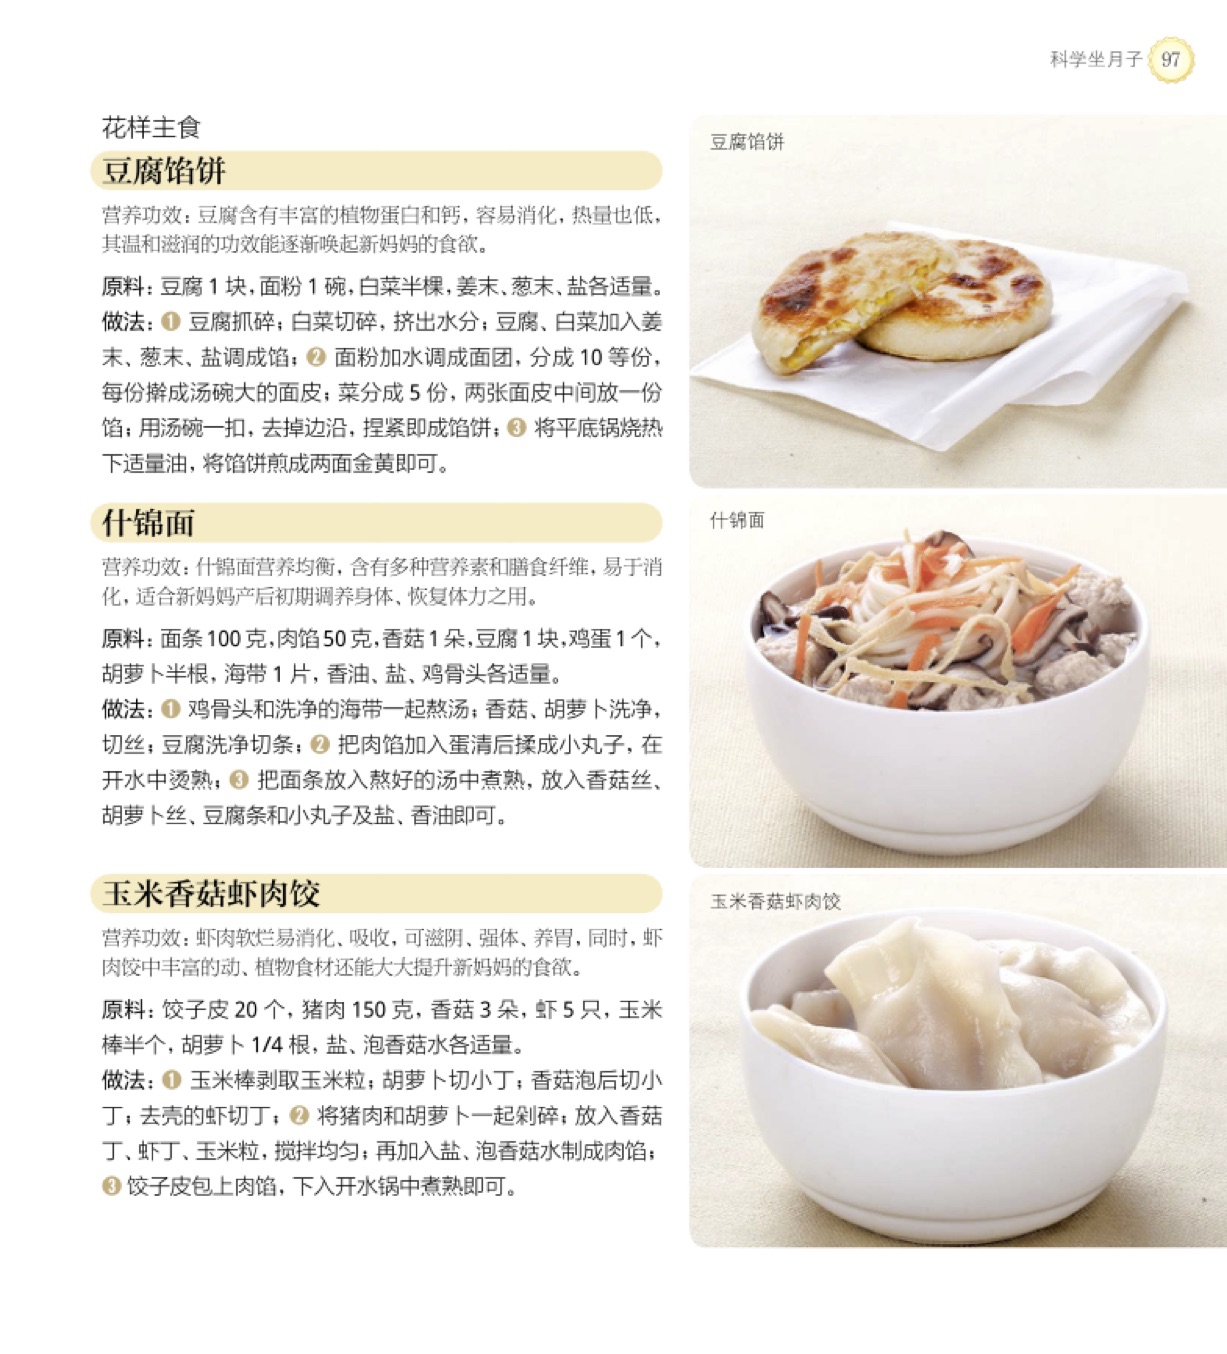 科学坐月子 97
花样主食
豆腐馅饼
营养功效：豆腐含有丰富的植物蛋白和钙，容易消化，热量也低，
其温和滋润的功效能逐渐唤起新妈妈的食欲。
原料：豆腐 1 块，面粉 1 碗，白菜半棵，姜末、葱末、盐各适量。
做法：❶ 豆腐抓碎；白菜切碎，挤出水分；豆腐、白菜加入姜
末、葱末、盐调成馅；❷ 面粉加水调成面团，分成 10 等份，
每份擀成汤碗大的面皮；菜分成 5 份，两张面皮中间放一份
馅；用汤碗一扣，去掉边沿，捏紧即成馅饼；❸ 将平底锅烧热
下适量油，将馅饼煎成两面金黄即可。
豆腐馅饼
什锦面
营养功效：什锦面营养均衡，含有多种营养素和膳食纤维，易于消
化，适合新妈妈产后初期调养身体、恢复体力之用。
原料：面条 100 克，肉馅 50 克，香菇 1 朵，豆腐 1 块，鸡蛋 1 个，
胡萝卜半根，海带 1 片，香油、盐、鸡骨头各适量。
做法：❶ 鸡骨头和洗净的海带一起熬汤；香菇、胡萝卜洗净，
切丝；豆腐洗净切条；❷ 把肉馅加入蛋清后揉成小丸子，在
开水中烫熟；❸ 把面条放入熬好的汤中煮熟，放入香菇丝、
胡萝卜丝、豆腐条和小丸子及盐、香油即可。
什锦面
玉米香菇虾肉饺
营养功效：虾肉软烂易消化、吸收，可滋阴、强体、养胃，同时，虾
肉饺中丰富的动、植物食材还能大大提升新妈妈的食欲。
原料：饺子皮 20 个，猪肉 150 克，香菇 3 朵，虾 5 只，玉米
棒半个，胡萝卜 1/4 根，盐、泡香菇水各适量。
做法：❶ 玉米棒剥取玉米粒；胡萝卜切小丁；香菇泡后切小
丁；去壳的虾切丁；❷ 将猪肉和胡萝卜一起剁碎；放入香菇
丁、虾丁、玉米粒，搅拌均匀；再加入盐、泡香菇水制成肉馅；
❸ 饺子皮包上肉馅，下入开水锅中煮熟即可。
玉米香菇虾肉饺